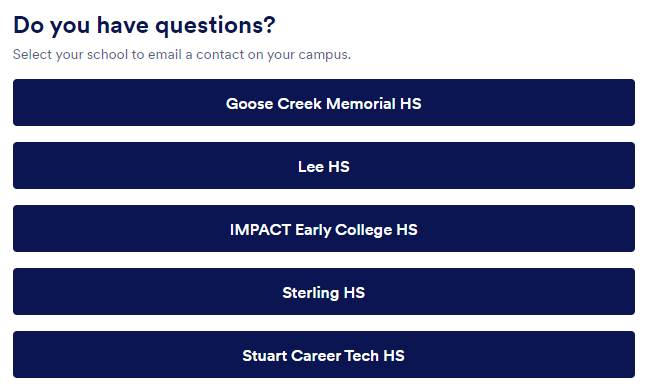 Do you have questions?
Select your school to email a contact on your campus.
Goose Creek Memorial HS
Lee HS
IMPACT Early College HS
Sterling HS
Stuart Career Tech HS